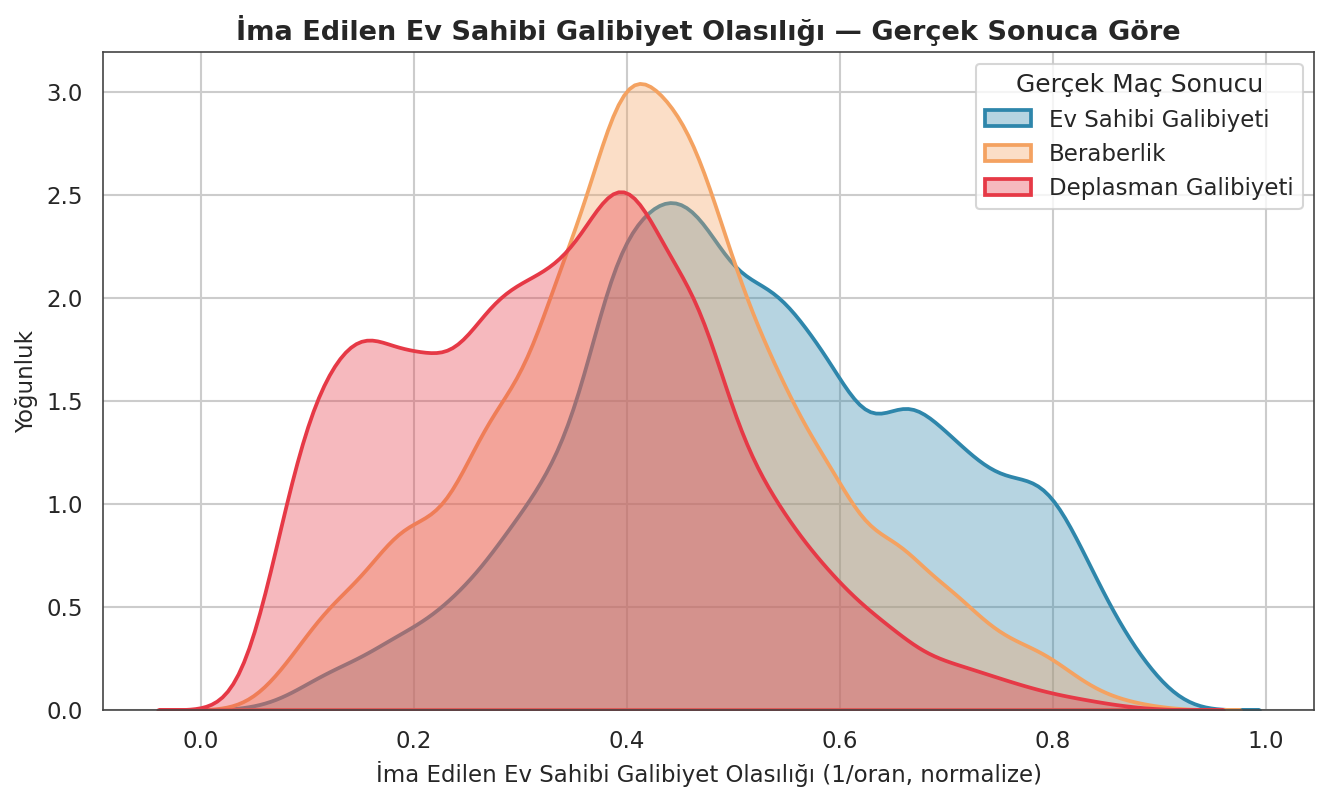 İma Edilen Ev Sahibi Galibiyet Olasılığı — Gerçek Sonuca Göre
Gerçek Maç Sonucu
Ev Sahibi Galibiyeti
Beraberlik
Deplasman Galibiyeti
Yoğunluk
3.0
2.5
2.0
1.5
1.0
0.5
0.0
0.0 0.2 0.4 0.6 0.8 1.0
İma Edilen Ev Sahibi Galibiyet Olasılığı (1/oran, normalize)